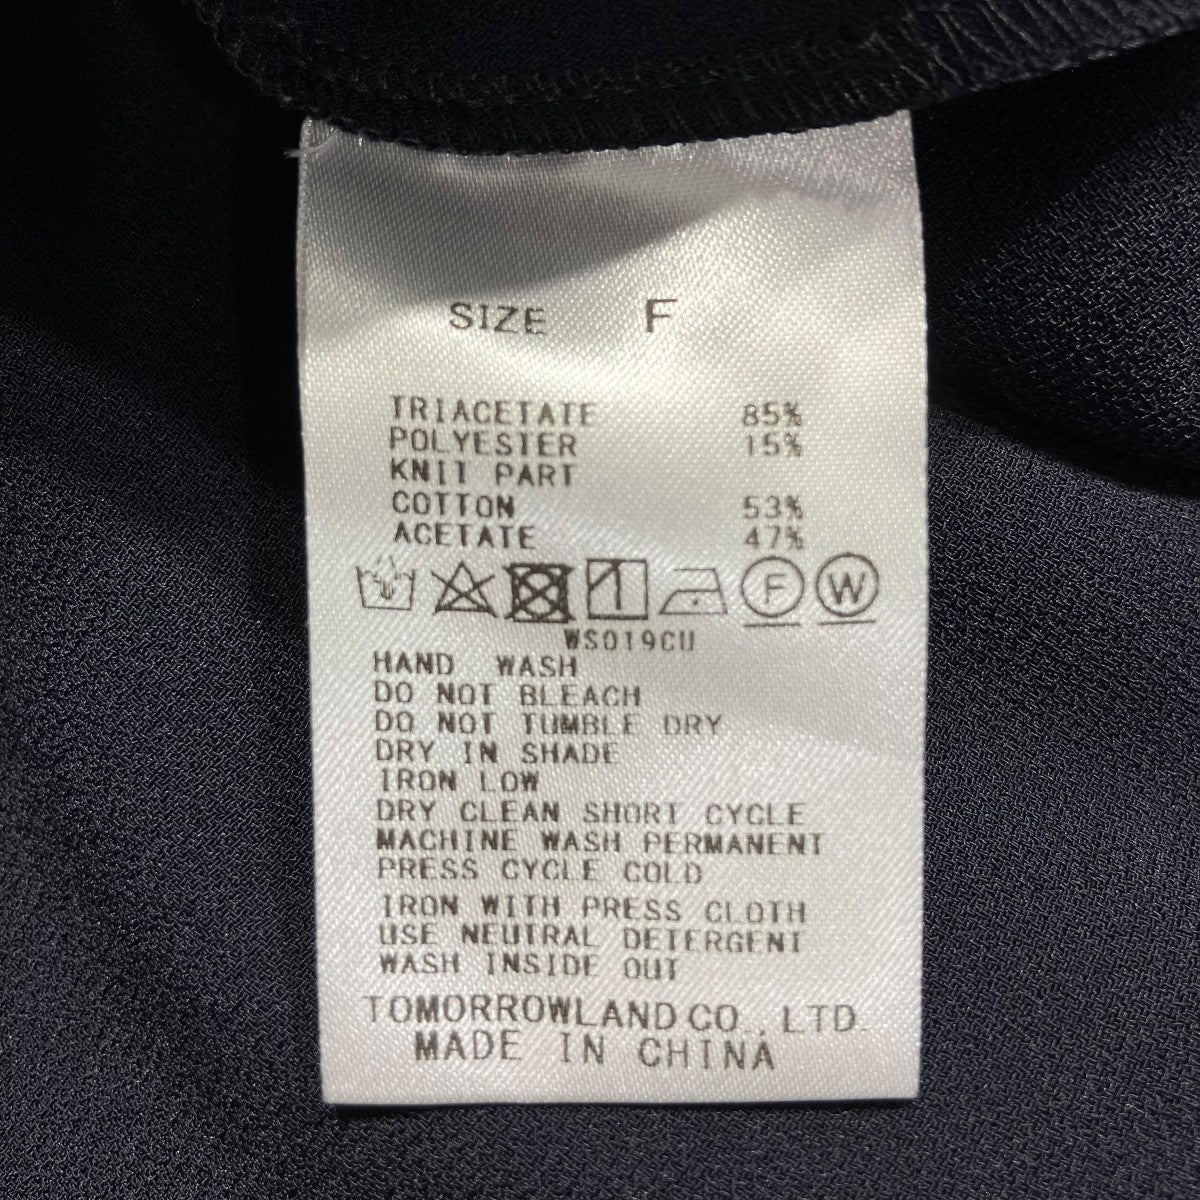 SIZE F
TRIACETATE 85%
POLYESTER 15%
KNIT PART
COTTON 53%
ACETATE 47%
F W
WS019CU
HAND WASH
DO NOT BLEACH
DO NOT TUMBLE DRY
DRY IN SHADE
IRON LOW
DRY CLEAN SHORT CYCLE
MACHINE WASH PERMANENT
PRESS CYCLE COLD
IRON WITH PRESS CLOTH
USE NEUTRAL DETERGENT
WASH INSIDE OUT
TOMORROWLAND CO., LTD.
MADE IN CHINA